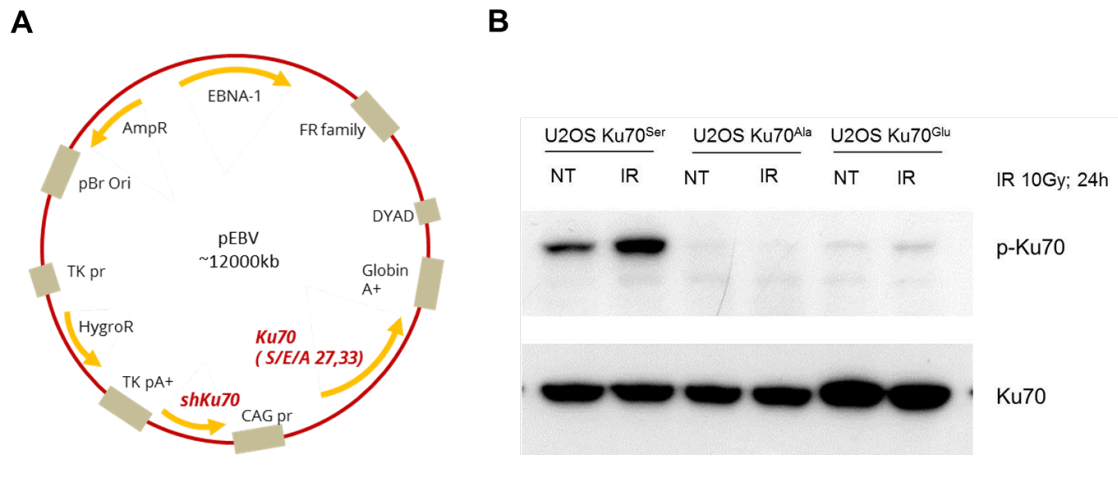 A
EBNA-1
AmpR
FR family
pBr Ori
DYAD
pEBV
~12000kb
TK pr
Globin
A+
HygroR
Ku70
( S/E/A 27,33)
TK pA+
shKu70
CAG pr
B
U2OS Ku70Ser U2OS Ku70Ala U2OS Ku70Glu
NT IR NT IR NT IR IR 10Gy; 24h
p-Ku70
Ku70